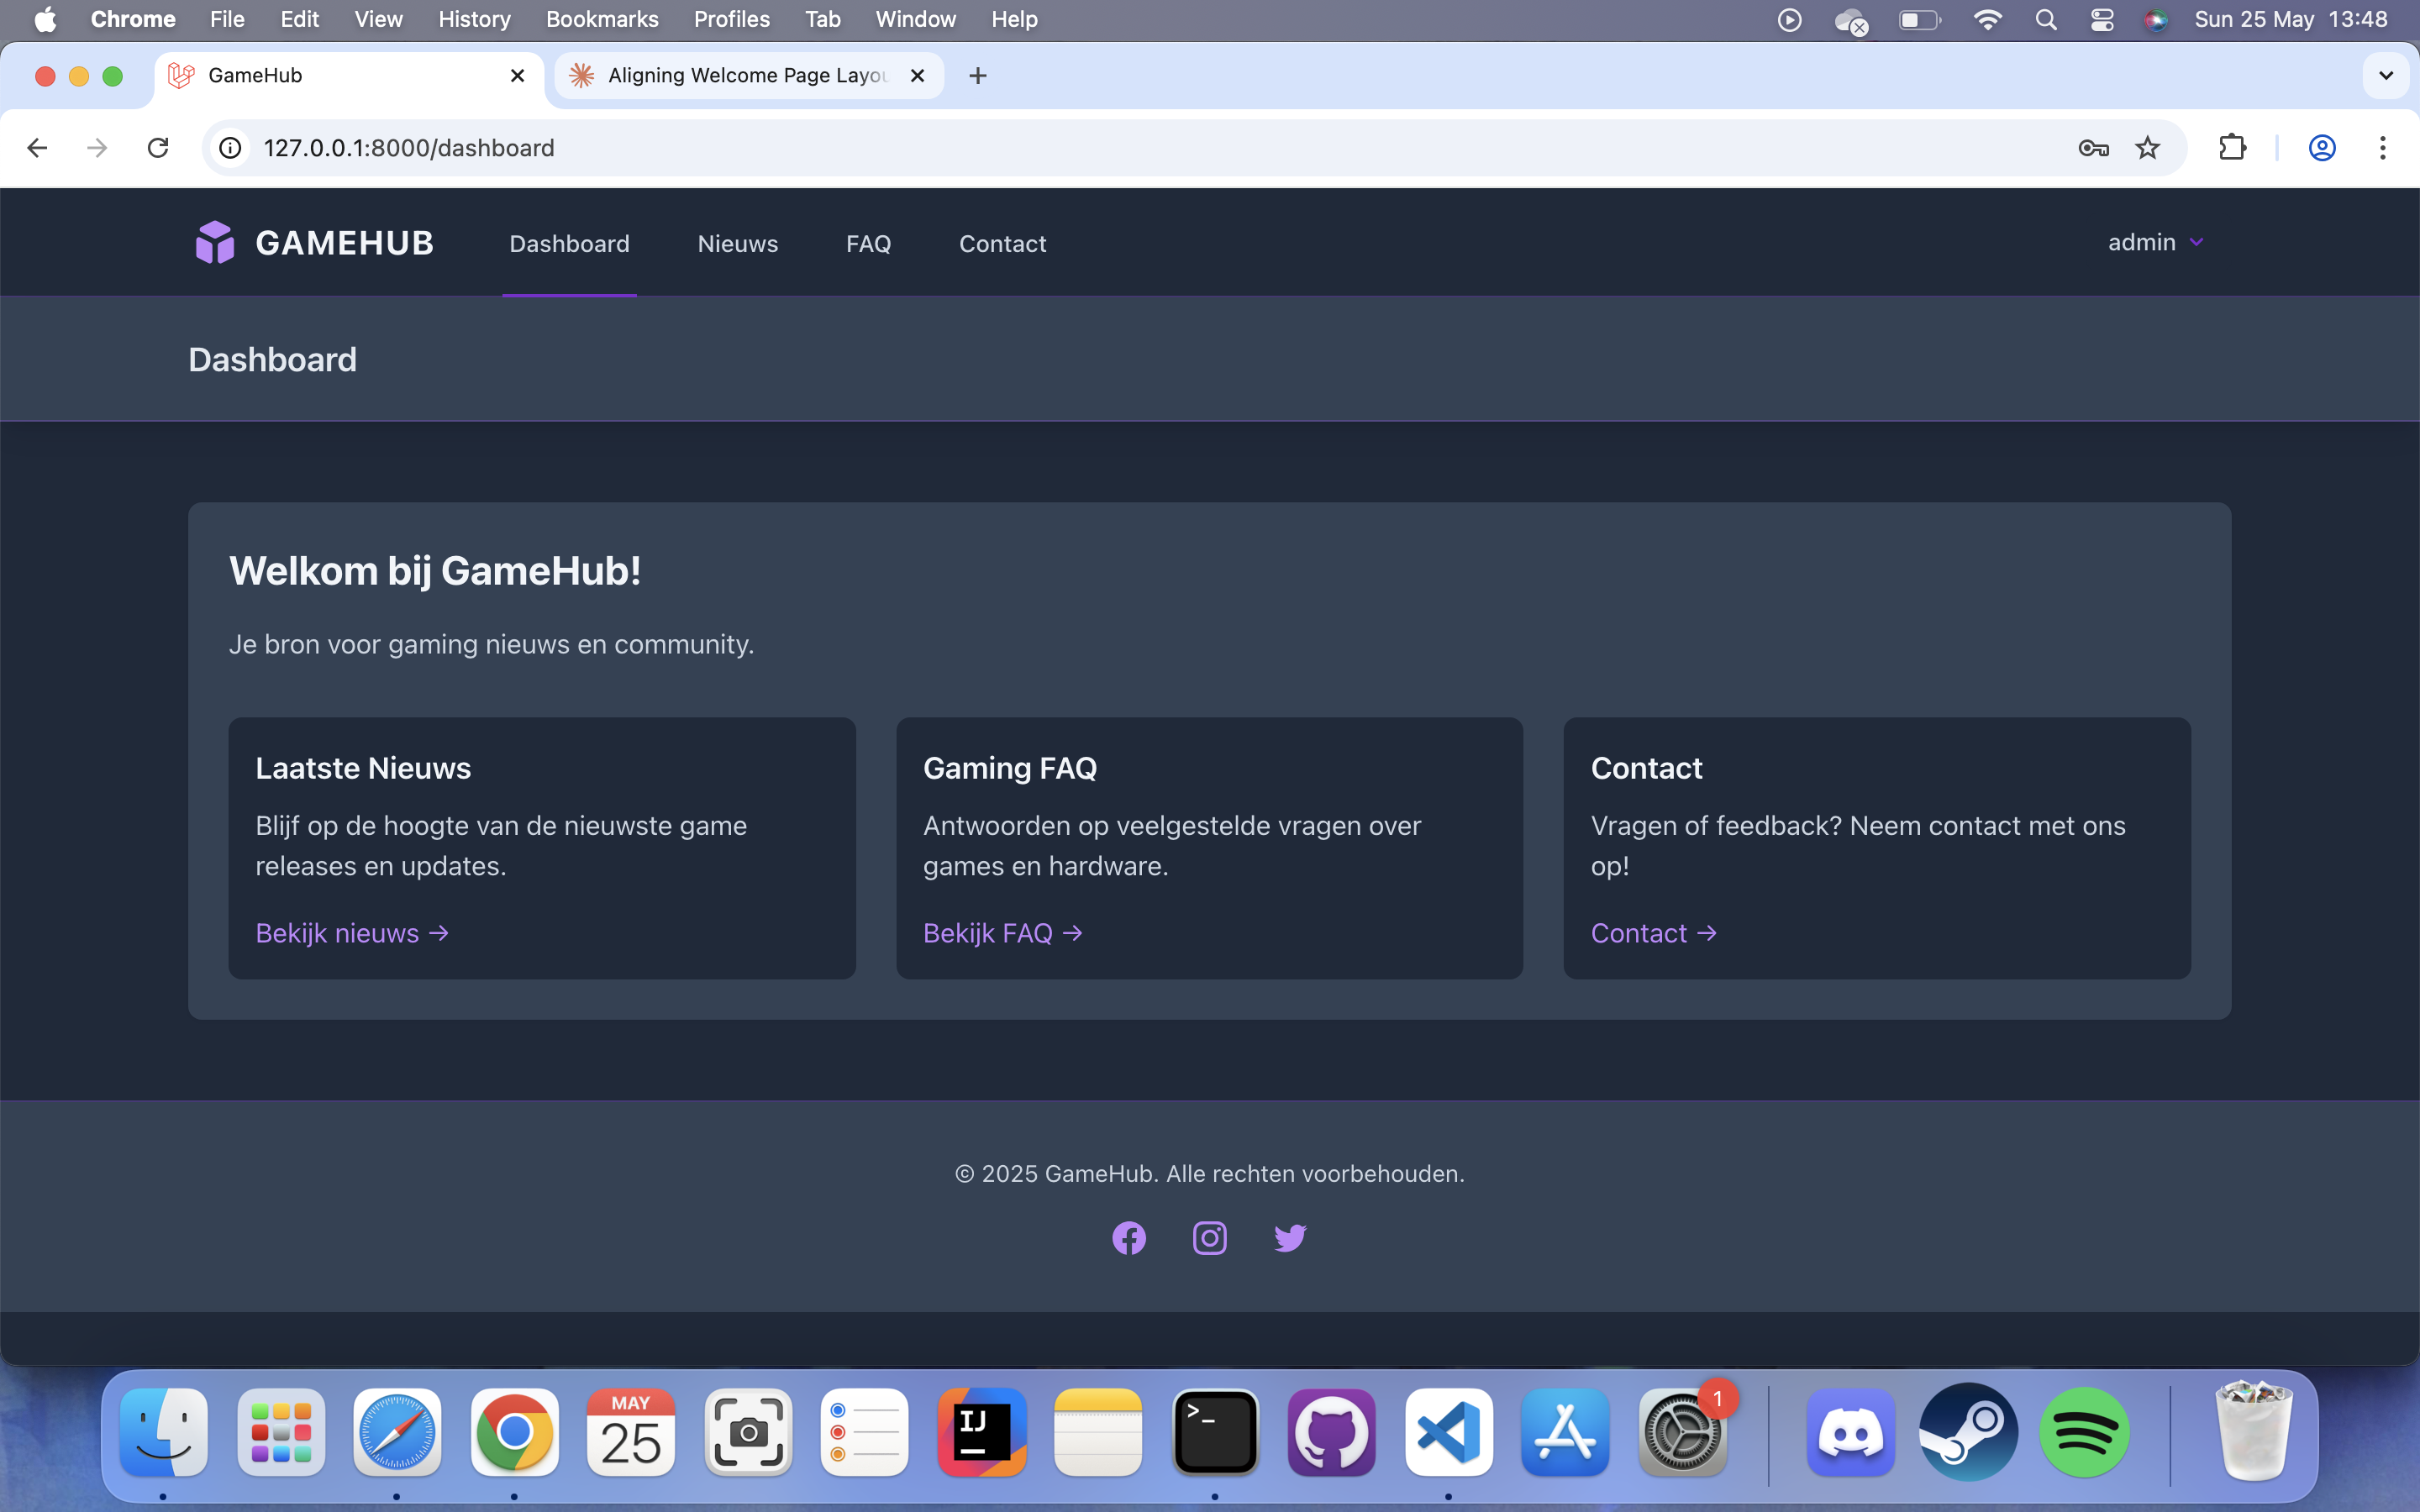 Chrome File Edit View History Bookmarks Profiles Tab Window Help Sun 25 May 13:48
GameHub Aligning Welcome Page Layou
127.0.0.1:8000/dashboard
GAMEHUB Dashboard Nieuws FAQ Contact admin
Dashboard
Welkom bij GameHub!
Je bron voor gaming nieuws en community.
Laatste Nieuws
Blijf op de hoogte van de nieuwste game
releases en updates.
Bekijk nieuws →
Gaming FAQ
Antwoorden op veelgestelde vragen over
games en hardware.
Bekijk FAQ →
Contact
Vragen of feedback? Neem contact met ons
op!
Contact →
© 2025 GameHub. Alle rechten voorbehouden.
MAY
25
IJ
>_
1